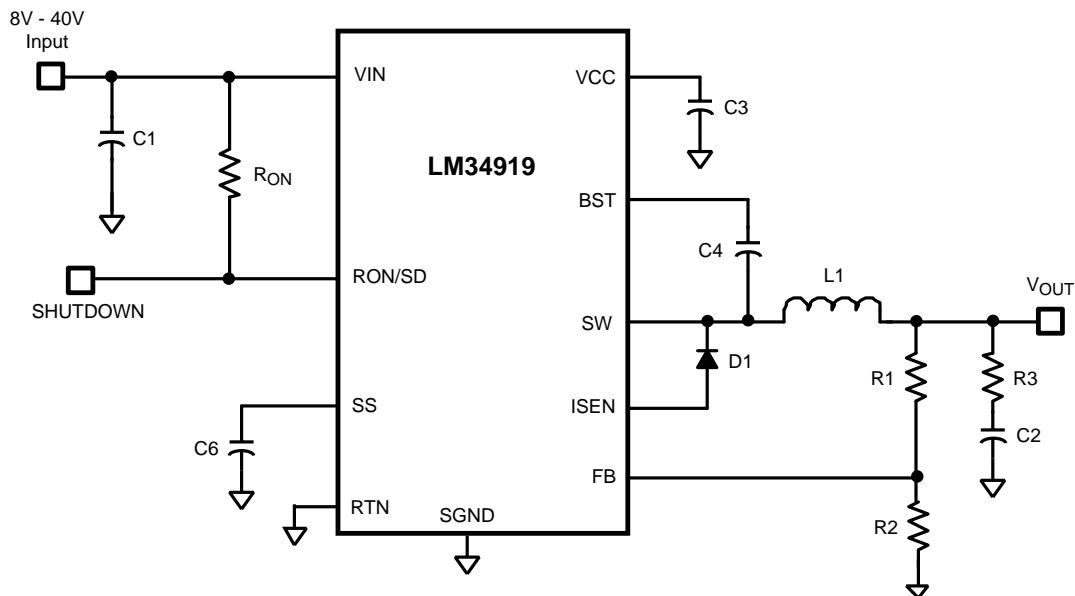 8V - 40V
Input
VIN
VCC
C3
C1
LM34919
RON
BST
C4
RON/SD
L1
VOUT
SHUTDOWN
SW
D1
R1
R3
ISEN
SS
C2
C6
FB
RTN
SGND
R2